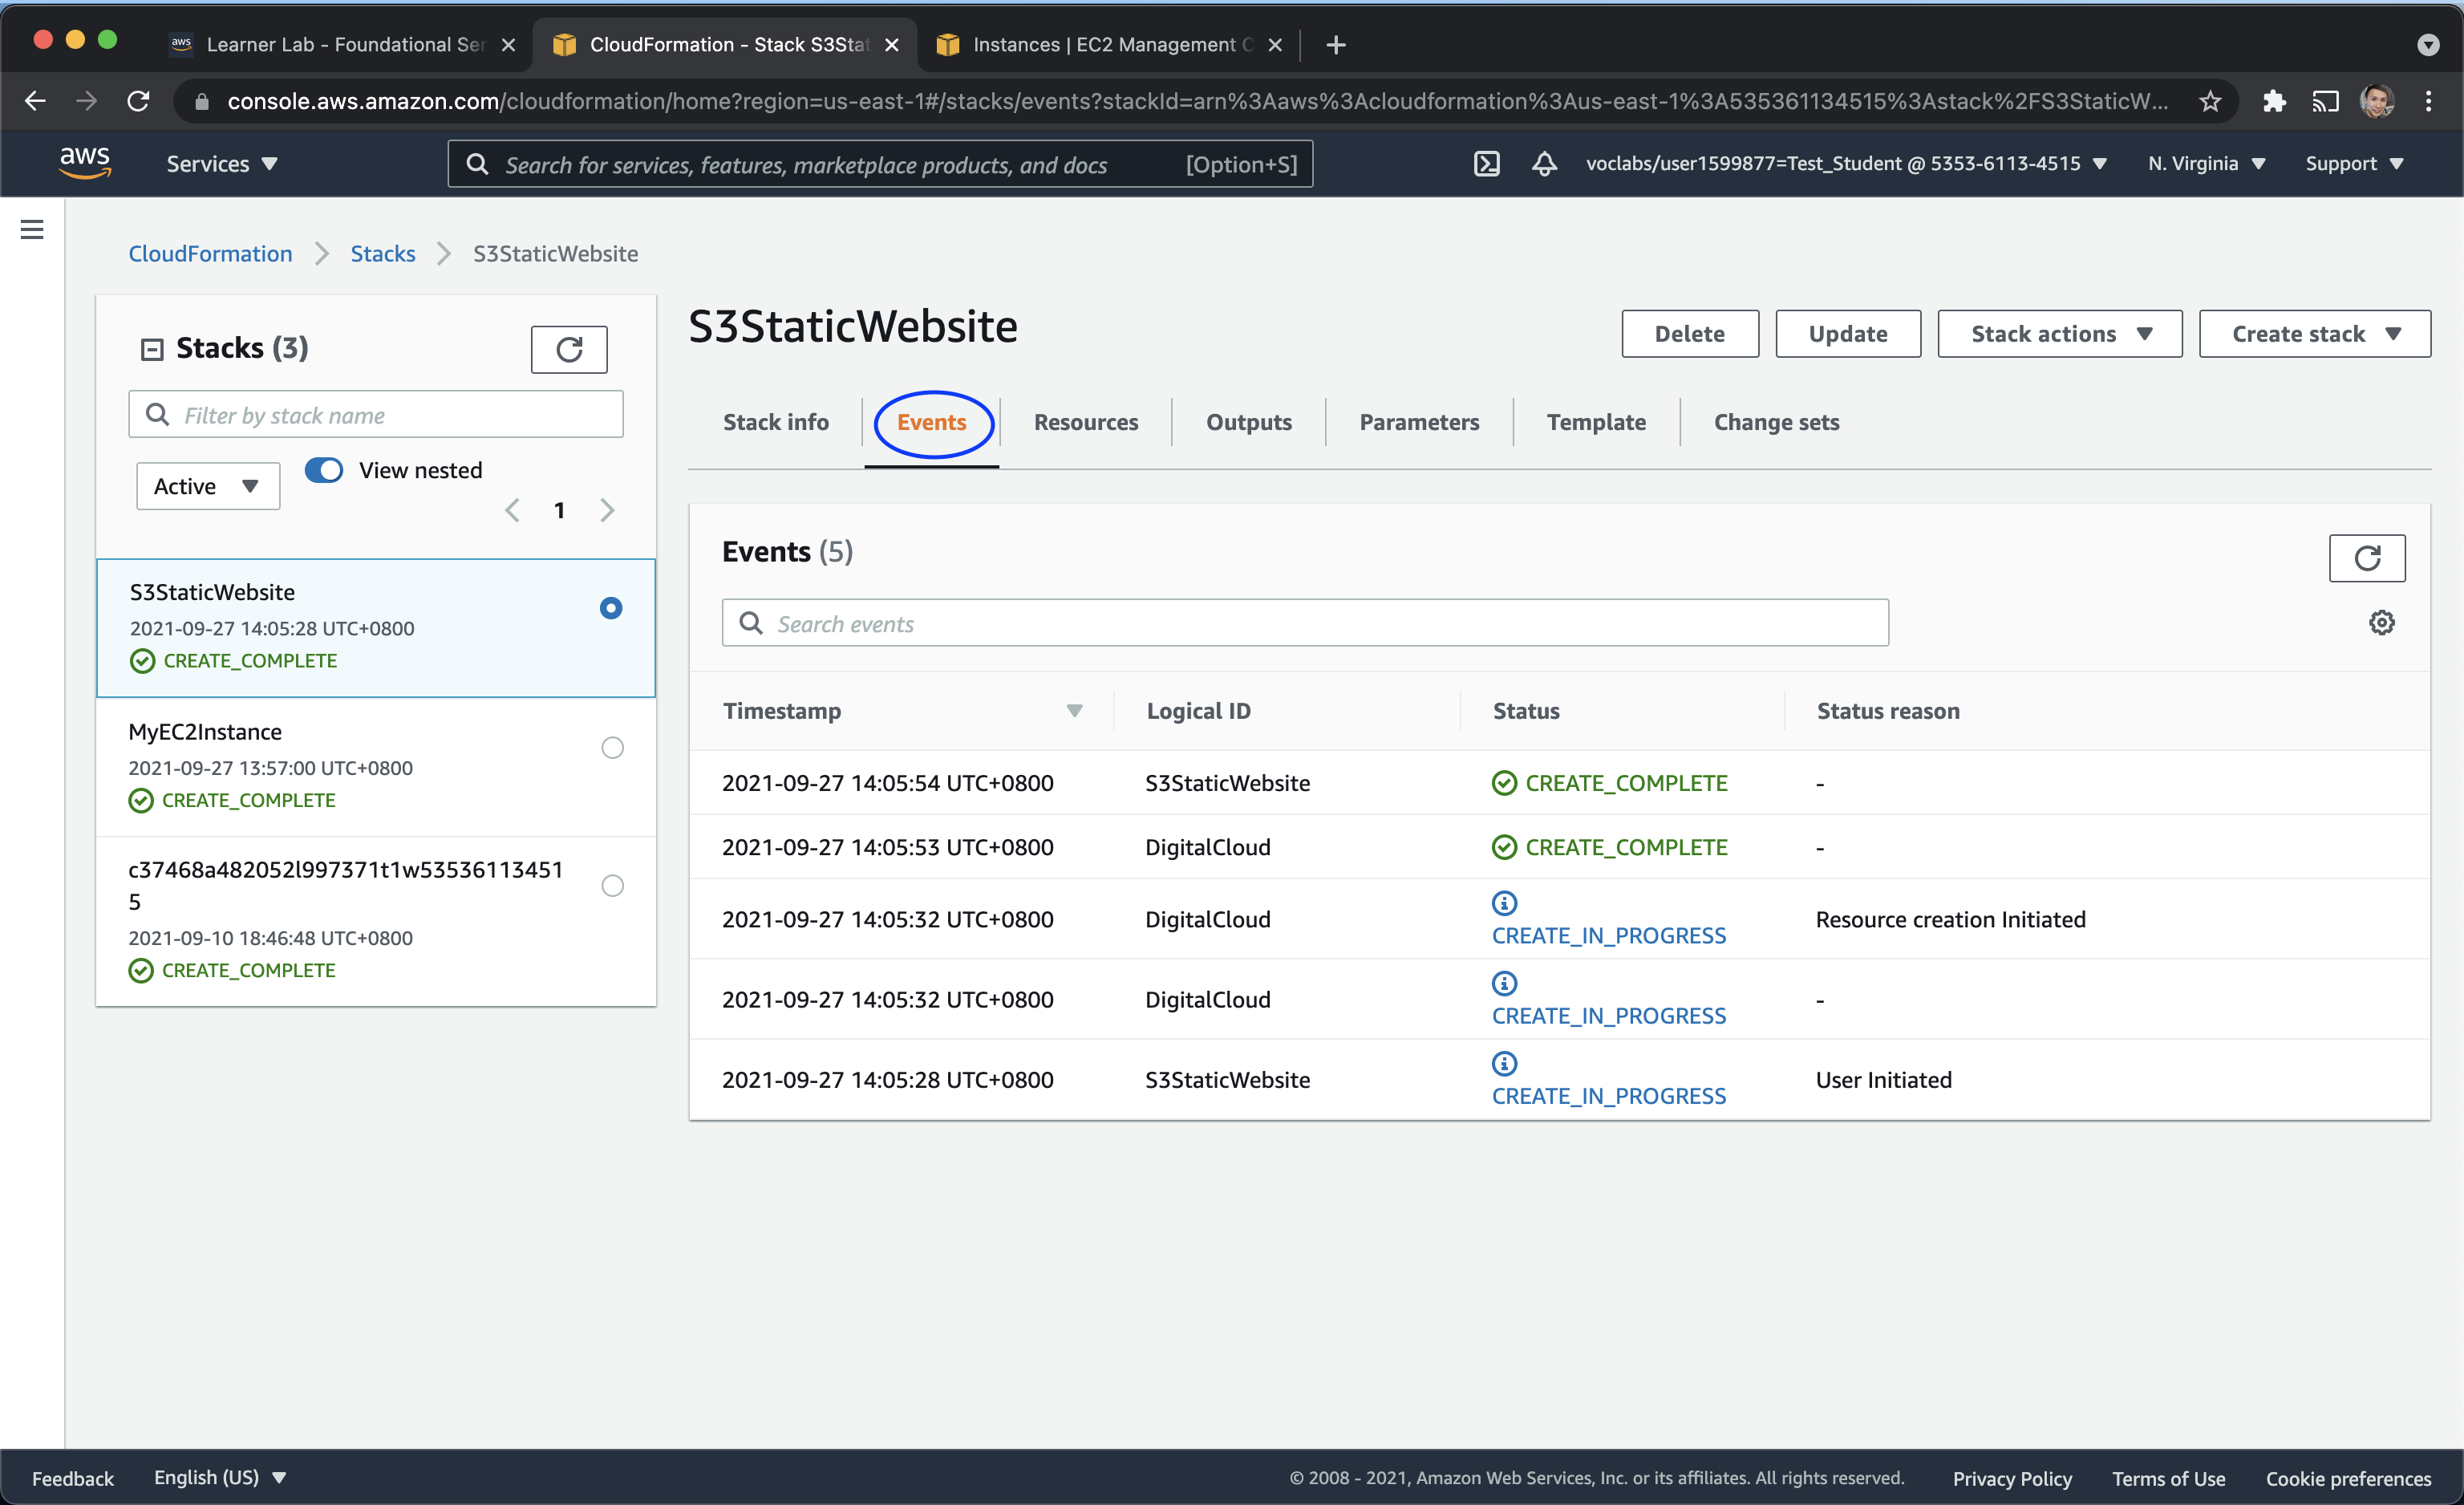 aws Learner Lab - Foundational Ser
CloudFormation - Stack S3Stat
Instances | EC2 Management C
console.aws.amazon.com/cloudformation/home?region=us-east-1#/stacks/events?stackId=arn%3Aaws%3Acloudformation%3Aus-east-1%3A535361134515%3Astack%2FS3StaticW...
aws Services Search for services, features, marketplace products, and docs [Option+S] voclabs/user1599877=Test_Student @ 5353-6113-4515 N. Virginia Support
CloudFormation Stacks S3StaticWebsite
Stacks (3)
Filter by stack name
Active View nested
1
S3StaticWebsite
2021-09-27 14:05:28 UTC+0800
CREATE_COMPLETE
MyEC2Instance
2021-09-27 13:57:00 UTC+0800
CREATE_COMPLETE
c37468a482052l997371t1w53536113451
5
2021-09-10 18:46:48 UTC+0800
CREATE_COMPLETE
S3StaticWebsite
Delete Update Stack actions Create stack
Stack info Events Resources Outputs Parameters Template Change sets
Events (5)
Search events
Timestamp Logical ID Status Status reason
2021-09-27 14:05:54 UTC+0800 S3StaticWebsite CREATE_COMPLETE -
2021-09-27 14:05:53 UTC+0800 DigitalCloud CREATE_COMPLETE -
2021-09-27 14:05:32 UTC+0800 DigitalCloud CREATE_IN_PROGRESS Resource creation Initiated
2021-09-27 14:05:32 UTC+0800 DigitalCloud CREATE_IN_PROGRESS -
2021-09-27 14:05:28 UTC+0800 S3StaticWebsite CREATE_IN_PROGRESS User Initiated
Feedback English (US) © 2008 - 2021, Amazon Web Services, Inc. or its affiliates. All rights reserved. Privacy Policy Terms of Use Cookie preferences